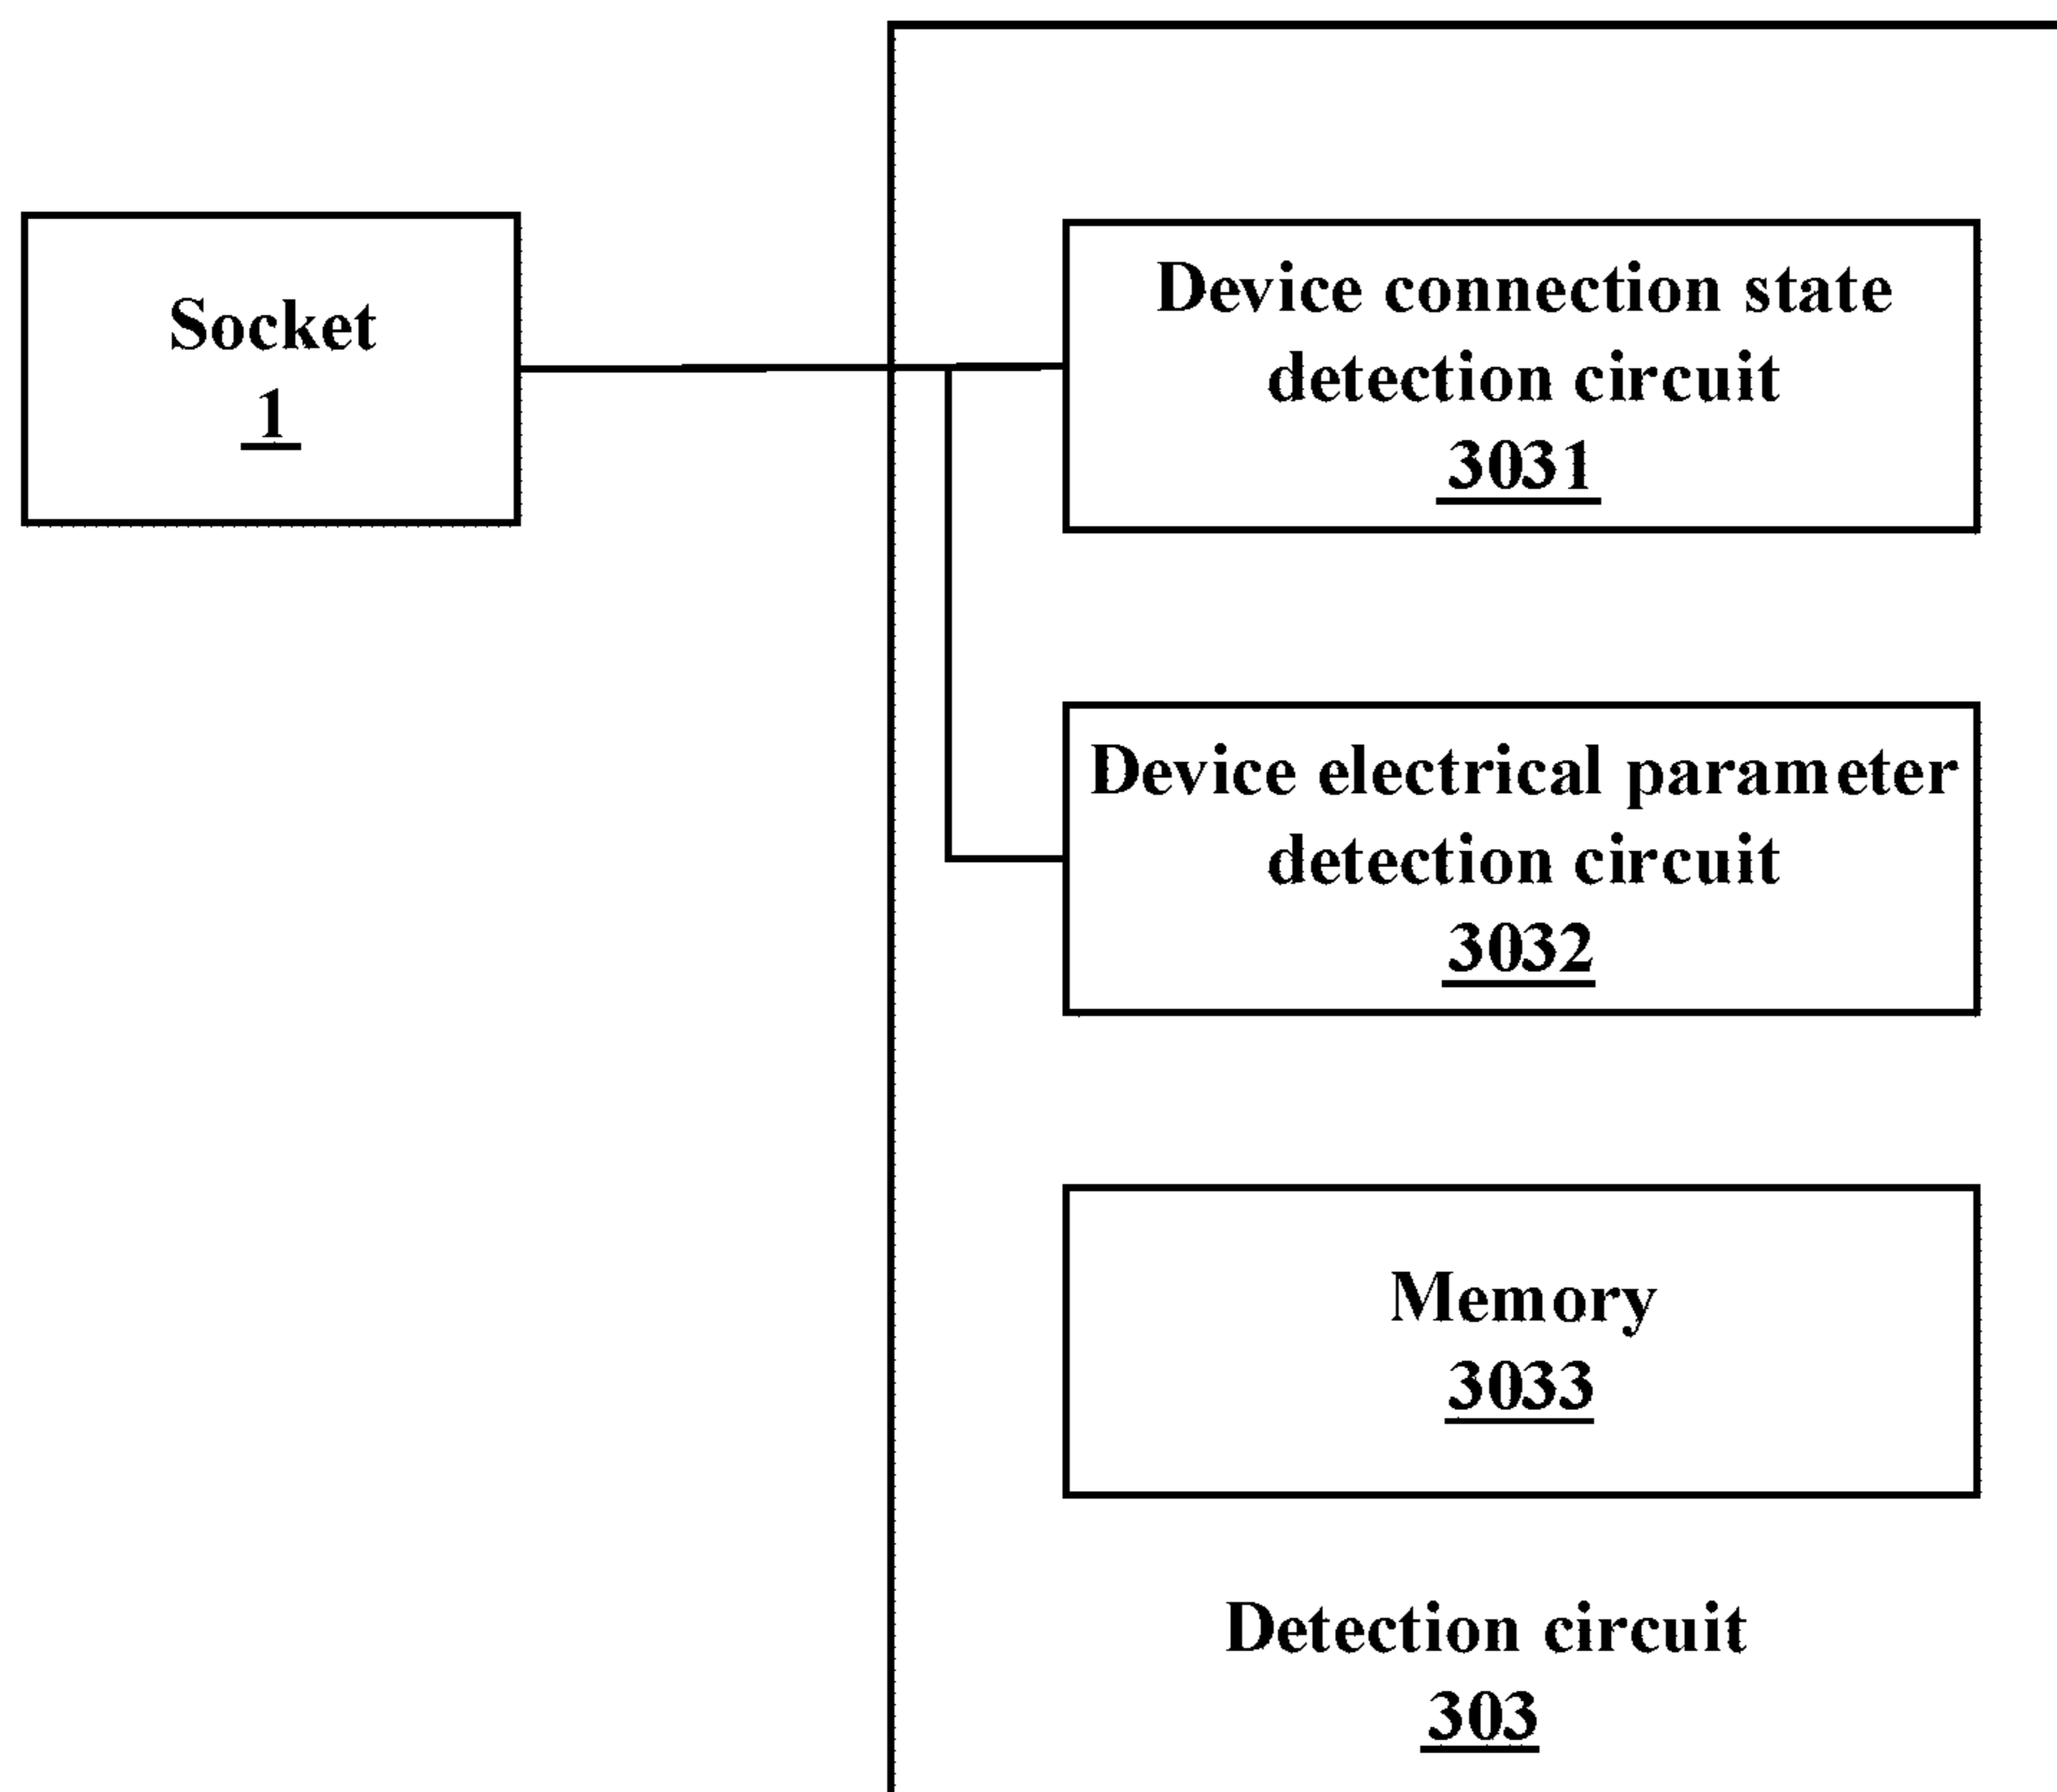 Socket
1
Device connection state
detection circuit
3031
Device electrical parameter
detection circuit
3032
Memory
3033
Detection circuit
303